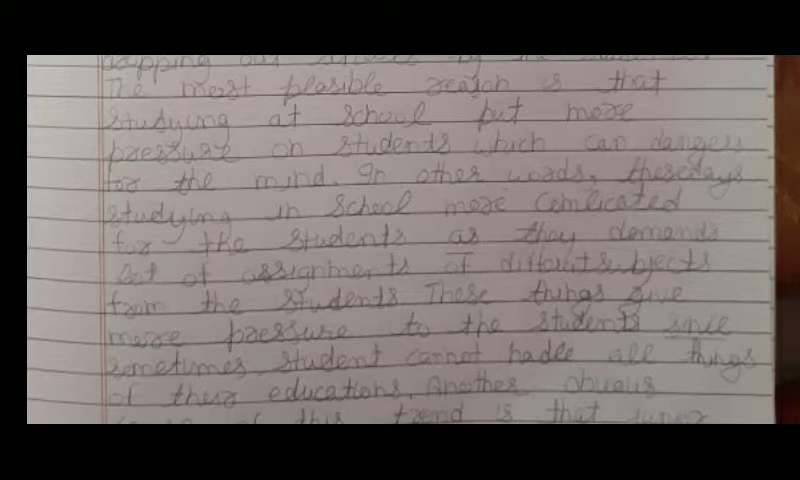 The most plasible reason is that
studying at school put more
pressure on students which can dangers
for the mind. In other words, thesedays
studying in school more comlicated
for the students as they demands
lot of assignments of different subjects
from the students These things give
more pressure to the students since
sometimes student cannot hadle all things
of their educations. Another obvious
of this trend is that